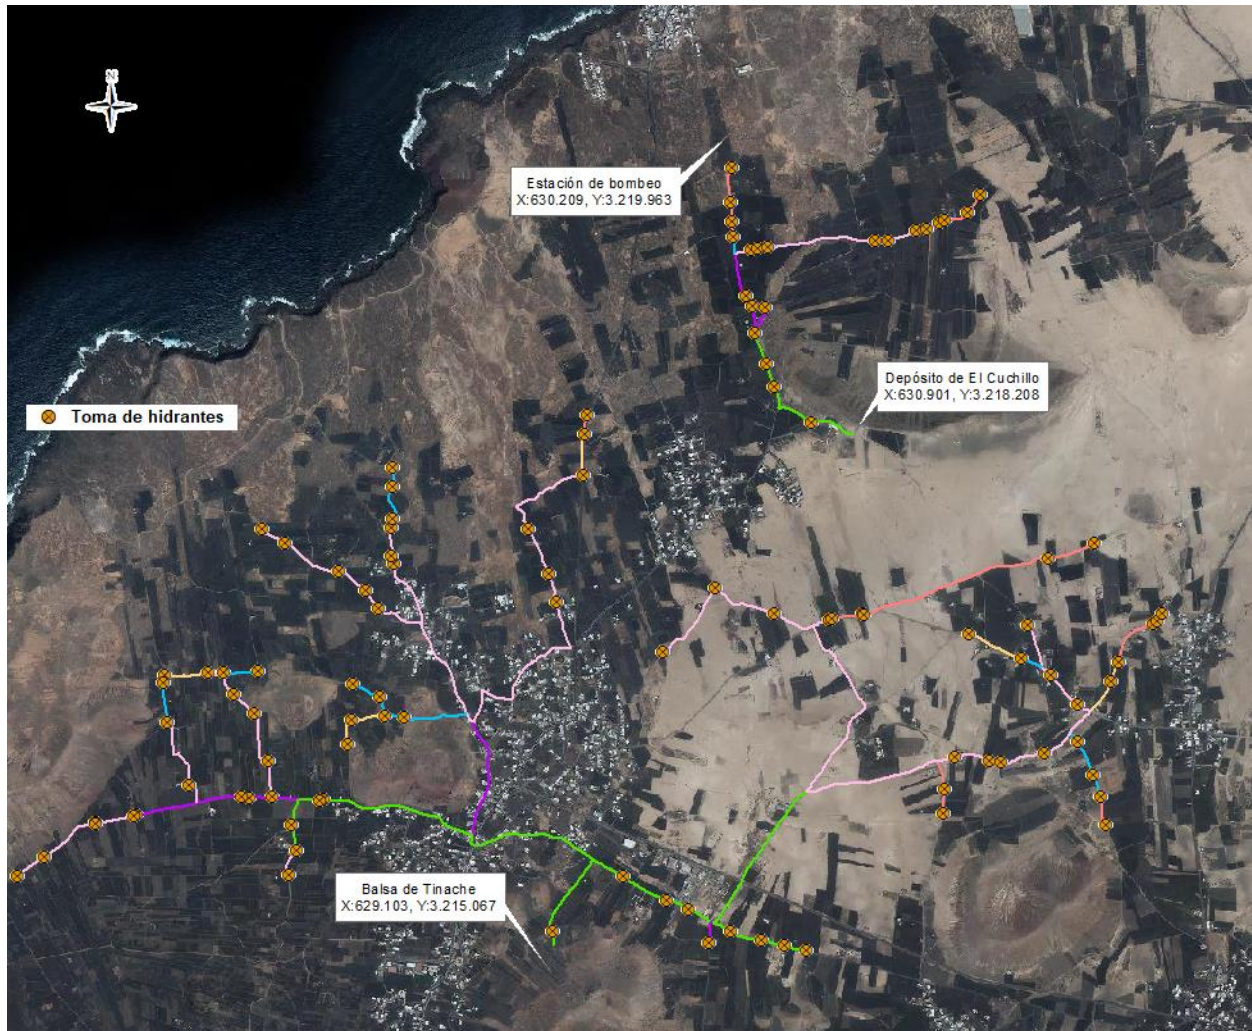 N
Estación de bombeo
X:630.209, Y:3.219.963
Depósito de El Cuchillo
X:630.901, Y:3.218.208
Toma de hidrantes
Balsa de Tinache
X:629.103, Y:3.215.067